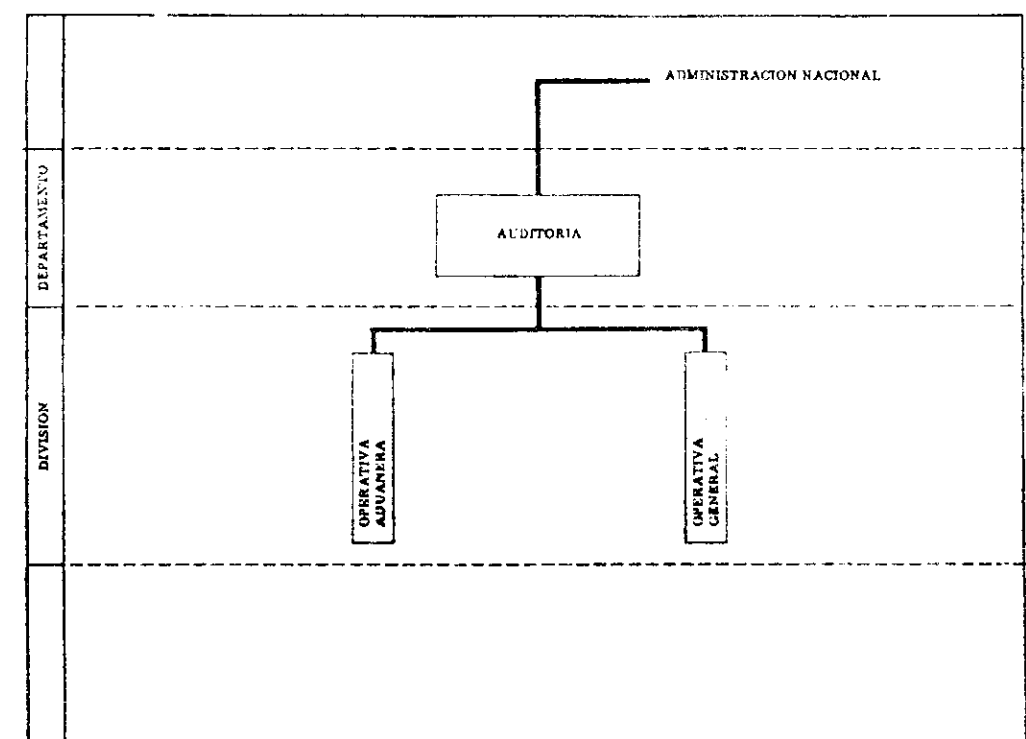 ADMINISTRACION NACIONAL
DEPARTAMENTO
AUDITORIA
DIVISION
OPERATIVA
ADUANERA
OPERATIVA
GENERAL